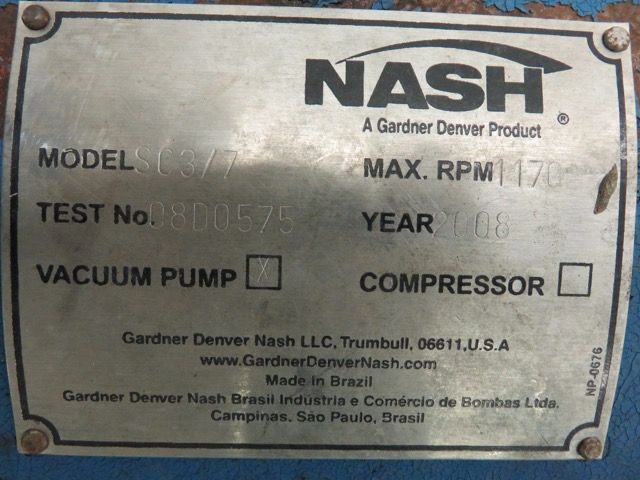 NASH ®
A Gardner Denver Product
MODEL SC3/7
MAX. RPM 1170
TEST No. 08D0575
YEAR 2008
VACUUM PUMP X
COMPRESSOR
Gardner Denver Nash LLC, Trumbull, 06611, U.S.A
www.GardnerDenverNash.com
Made in Brazil
Gardner Denver Nash Brasil Indústria e Comércio de Bombas Ltda.
Campinas, São Paulo, Brasil
NP-0676